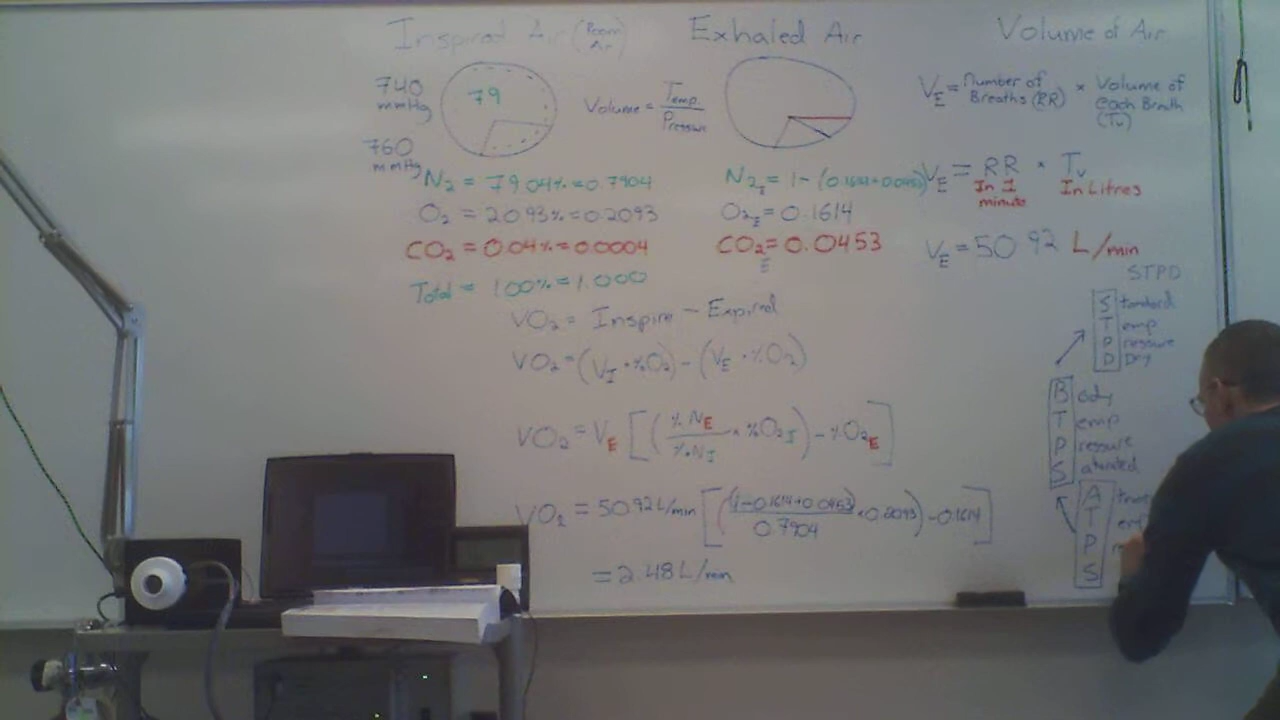 Inspired Air (Room Air)
740 mmHg
79
760 mmHg
Volume = Temp. / Pressure
N₂ = 79.04% = 0.7904
O₂ = 20.93% = 0.2093
CO₂ = 0.04% = 0.0004
Total = 100% = 1.000
Exhaled Air
N₂E = 1 - (0.1614 + 0.0453)
O₂E = 0.1614
CO₂E = 0.0453
Volume of Air
VE = Number of Breaths (RR) × Volume of each Breath (Tv)
VE = RR · Tv
In 1 minute
In Litres
VE = 50.92 L/min
VO₂ = Inspire - Expired
VO₂ = (VI · %O₂) - (VE · %O₂)
VO₂ = VE [(%NE / %NI · %O₂I) - %O₂E]
VO₂ = 50.92 L/min [((1-0.1614+0.0453) / 0.7904 · 0.2093) - 0.1614]
= 2.48 L/min
STPD
Standard
Temp
Pressure
Dry
Body
Temp
Pressure
Saturated
A
T
P
S